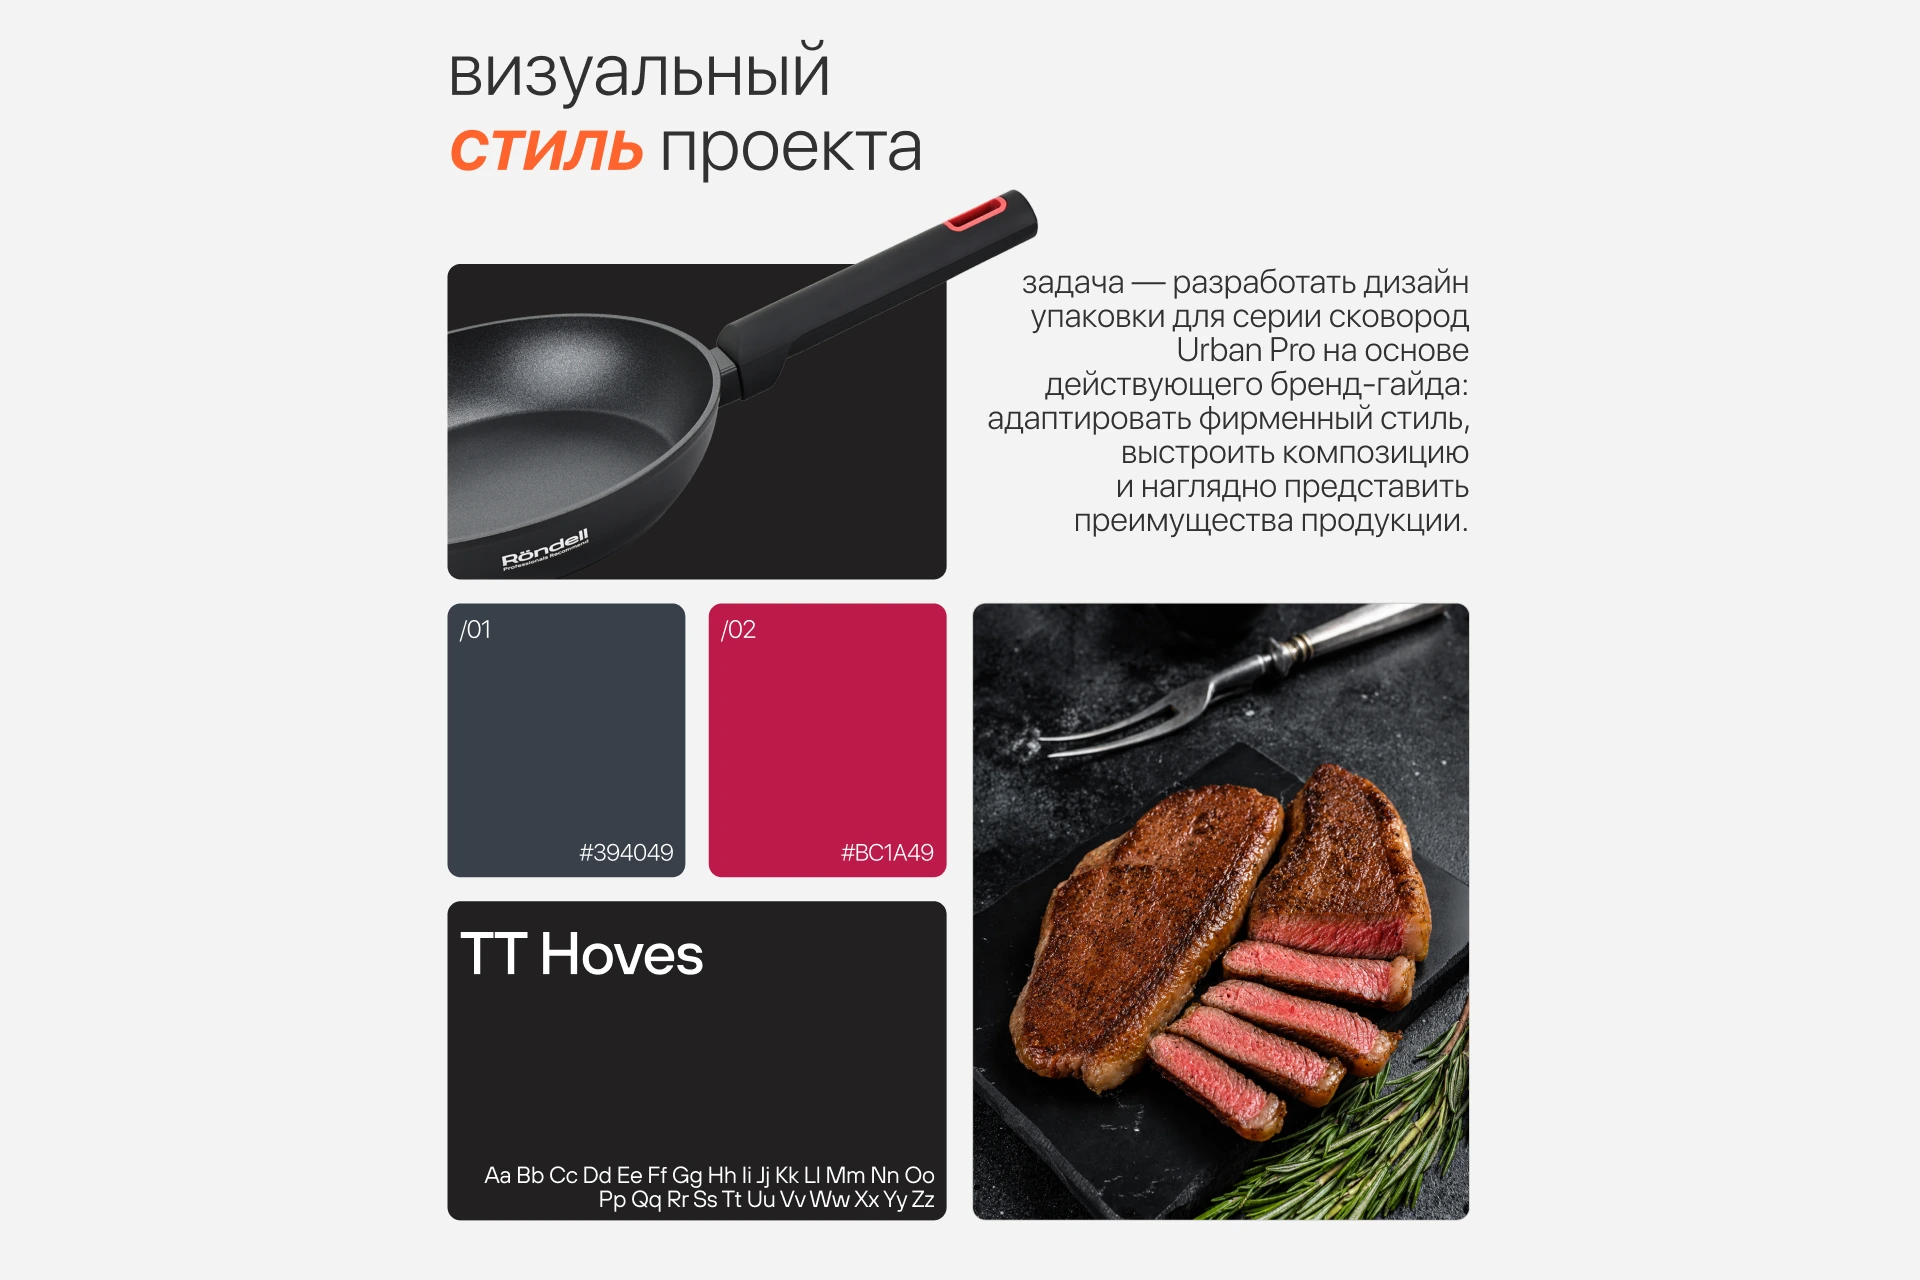 визуальный
стиль проекта
задача — разработать дизайн
упаковки для серии сковород
Urban Pro на основе
действующего бренд-гайда:
адаптировать фирменный стиль,
выстроить композицию
и наглядно представить
преимущества продукции.
Röndell
Professionals Recommend
/01
#394049
/02
#BC1A49
TT Hoves
Aa Bb Cc Dd Ee Ff Gg Hh Ii Jj Kk Ll Mm Nn Oo
Pp Qq Rr Ss Tt Uu Vv Ww Xx Yy Zz